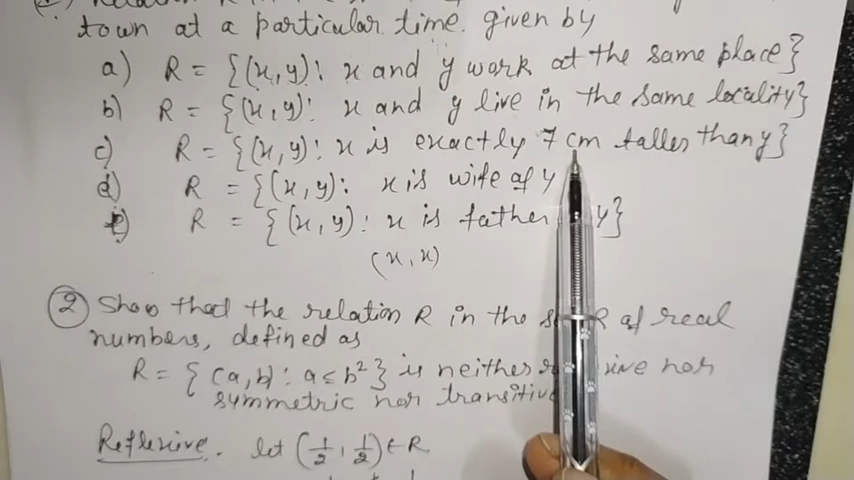 town at a particular time. given by
a) R = {(x,y): x and y work at the same place}
b) R = {(x,y): x and y live in the same locality}
c) R = {(x,y): x is exactly 7 cm taller than y}
d) R = {(x,y): x is wife of y
e) R = {(x,y): x is father y}
(x,x)
② Show that the relation R in the R of real
numbers, defined as
R = {(a,b): a ≤ b²} is neither nor
symmetric nor transitive
Reflexive. let (1/2, 1/2) ∈ R